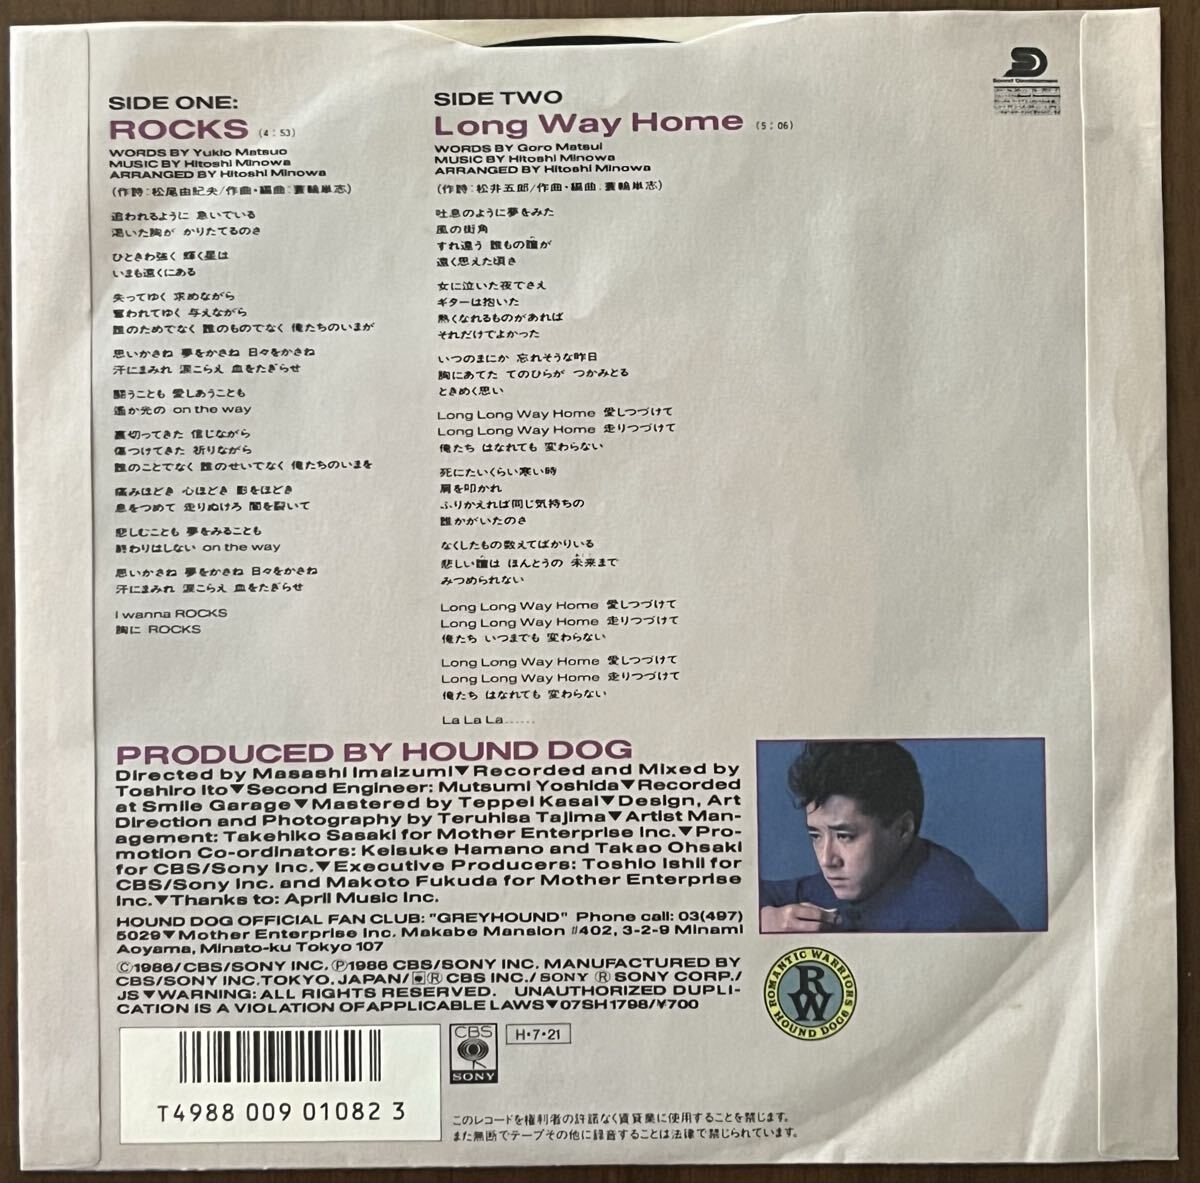 SIDE ONE:
ROCKS (4:53)
WORDS BY Yukio Matsuo
MUSIC BY Hitoshi Minowa
ARRANGED BY Hitoshi Minowa
(作詩:松尾由紀夫/作曲・編曲:蓑輪単志)
追われるように 急いでいる
渇いた胸が かりたてるのさ
ひときわ強く 輝く星は
いまも遠くにある
失ってゆく 求めながら
奪われてゆく 与えながら
誰のためでなく 誰のものでなく 俺たちのいまが
思いかさね 夢をかさね 日々をかさね
汗にまみれ 涙こらえ 血をたぎらせ
闘うことも 愛しあうことも
遥か光の on the way
裏切ってきた 信じながら
傷つけてきた 祈りながら
誰のことでなく 誰のせいでなく 俺たちのいまを
痛みほどき 心ほどき 影をほどき
息をつめて 走りぬけろ 闇を裂いて
悲しむことも 夢をみることも
終わりはしない on the way
思いかさね 夢をかさね 日々をかさね
汗にまみれ 涙こらえ 血をたぎらせ
I wanna ROCKS
胸に ROCKS
SIDE TWO
Long Way Home (5:06)
WORDS BY Goro Matsui
MUSIC BY Hitoshi Minowa
ARRANGED BY Hitoshi Minowa
(作詩:松井五郎/作曲・編曲:蓑輪単志)
吐息のように夢をみた
風の街角
すれ違う 誰もの瞳が
遠く思えた頃さ
女に泣いた夜でさえ
ギターは抱いた
熱くなれるものがあれば
それだけでよかった
いつのまにか 忘れそうな昨日
胸にあてた てのひらが つかみとる
ときめく思い
Long Long Way Home 愛しつづけて
Long Long Way Home 走りつづけて
俺たち はなれても 変わらない
死にたいくらい寒い時
肩を叩かれ
ふりかえれば同じ気持ちの
誰かがいたのさ
なくしたもの数えてばかりいる
悲しい瞳は ほんとうの 未来まで
みつめられない
Long Long Way Home 愛しつづけて
Long Long Way Home 走りつづけて
俺たち いつまでも 変わらない
Long Long Way Home 愛しつづけて
Long Long Way Home 走りつづけて
俺たち はなれても 変わらない
La La La......
SD
Sound Development
PRODUCED BY HOUND DOG
Directed by Masashi Imaizumi▼Recorded and Mixed by
Toshiro Ito▼Second Engineer: Mutsumi Yoshida▼Recorded
at Smile Garage▼Mastered by Teppei Kasai▼Design, Art
Direction and Photography by Teruhisa Tajima▼Artist Man-
agement: Takehiko Sasaki for Mother Enterprise Inc.▼Pro-
motion Co-ordinators: Keisuke Hamano and Takao Ohsaki
for CBS/Sony Inc.▼Executive Producers: Toshio Ishii for
CBS/Sony Inc. and Makoto Fukuda for Mother Enterprise
Inc.▼Thanks to: April Music Inc.
HOUND DOG OFFICIAL FAN CLUB: "GREYHOUND" Phone call: 03(497)
5029▼Mother Enterprise Inc. Makabe Mansion #402, 3-2-9 Minami
Aoyama, Minato-ku Tokyo 107
©1986/CBS/SONY INC. ℗1986 CBS/SONY INC. MANUFACTURED BY
CBS/SONY INC. TOKYO. JAPAN/ ® CBS INC./ SONY ® SONY CORP./
JS▼WARNING: ALL RIGHTS RESERVED. UNAUTHORIZED DUPLI-
CATION IS A VIOLATION OF APPLICABLE LAWS▼07SH1798/¥700
ROMANTIC WARRIORS
RW
HOUND DOGS
T4988 009 01082 3
CBS
SONY
H・7・21
このレコードを権利者の許諾なく賃貸業に使用することを禁じます。
また無断でテープその他に録音することは法律で禁じられています。